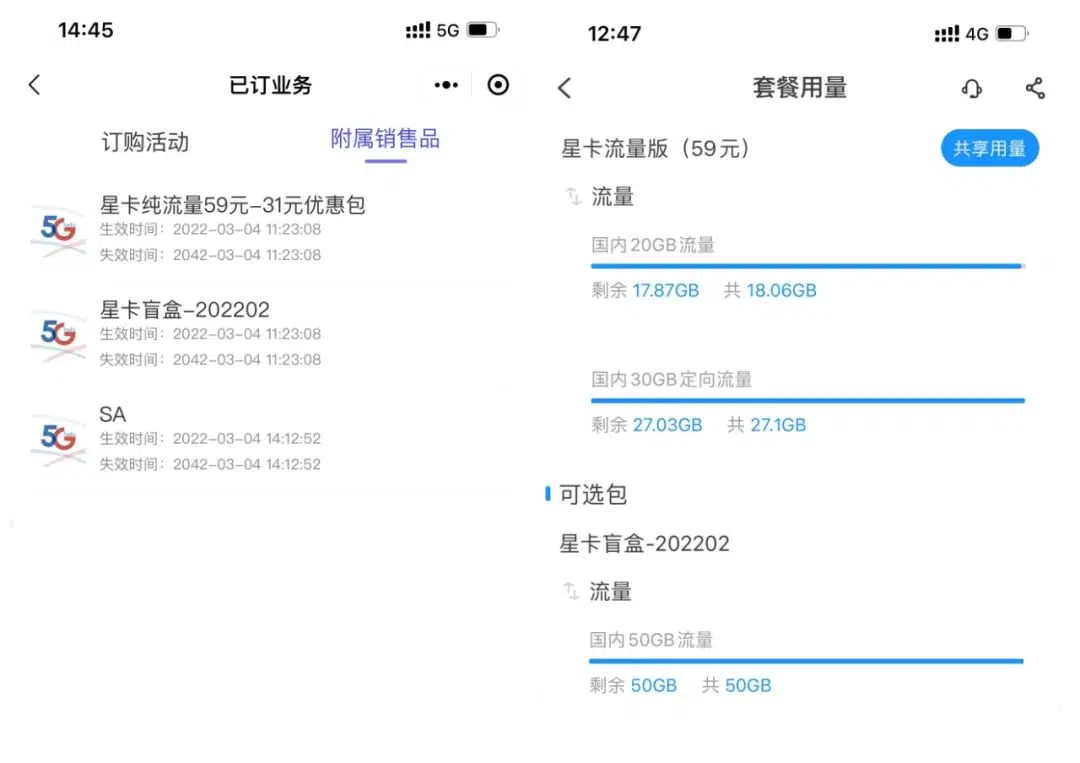 14:45
5G
已订业务
订购活动
附属销售品
5G
星卡纯流量59元-31元优惠包
生效时间：2022-03-04 11:23:08
失效时间：2042-03-04 11:23:08
5G
星卡盲盒-202202
生效时间：2022-03-04 11:23:08
失效时间：2042-03-04 11:23:08
5G
SA
生效时间：2022-03-04 14:12:52
失效时间：2042-03-04 14:12:52
12:47
4G
套餐用量
星卡流量版（59元）
共享用量
流量
国内20GB流量
剩余 17.87GB 共 18.06GB
国内30GB定向流量
剩余 27.03GB 共 27.1GB
可选包
星卡盲盒-202202
流量
国内50GB流量
剩余 50GB 共 50GB